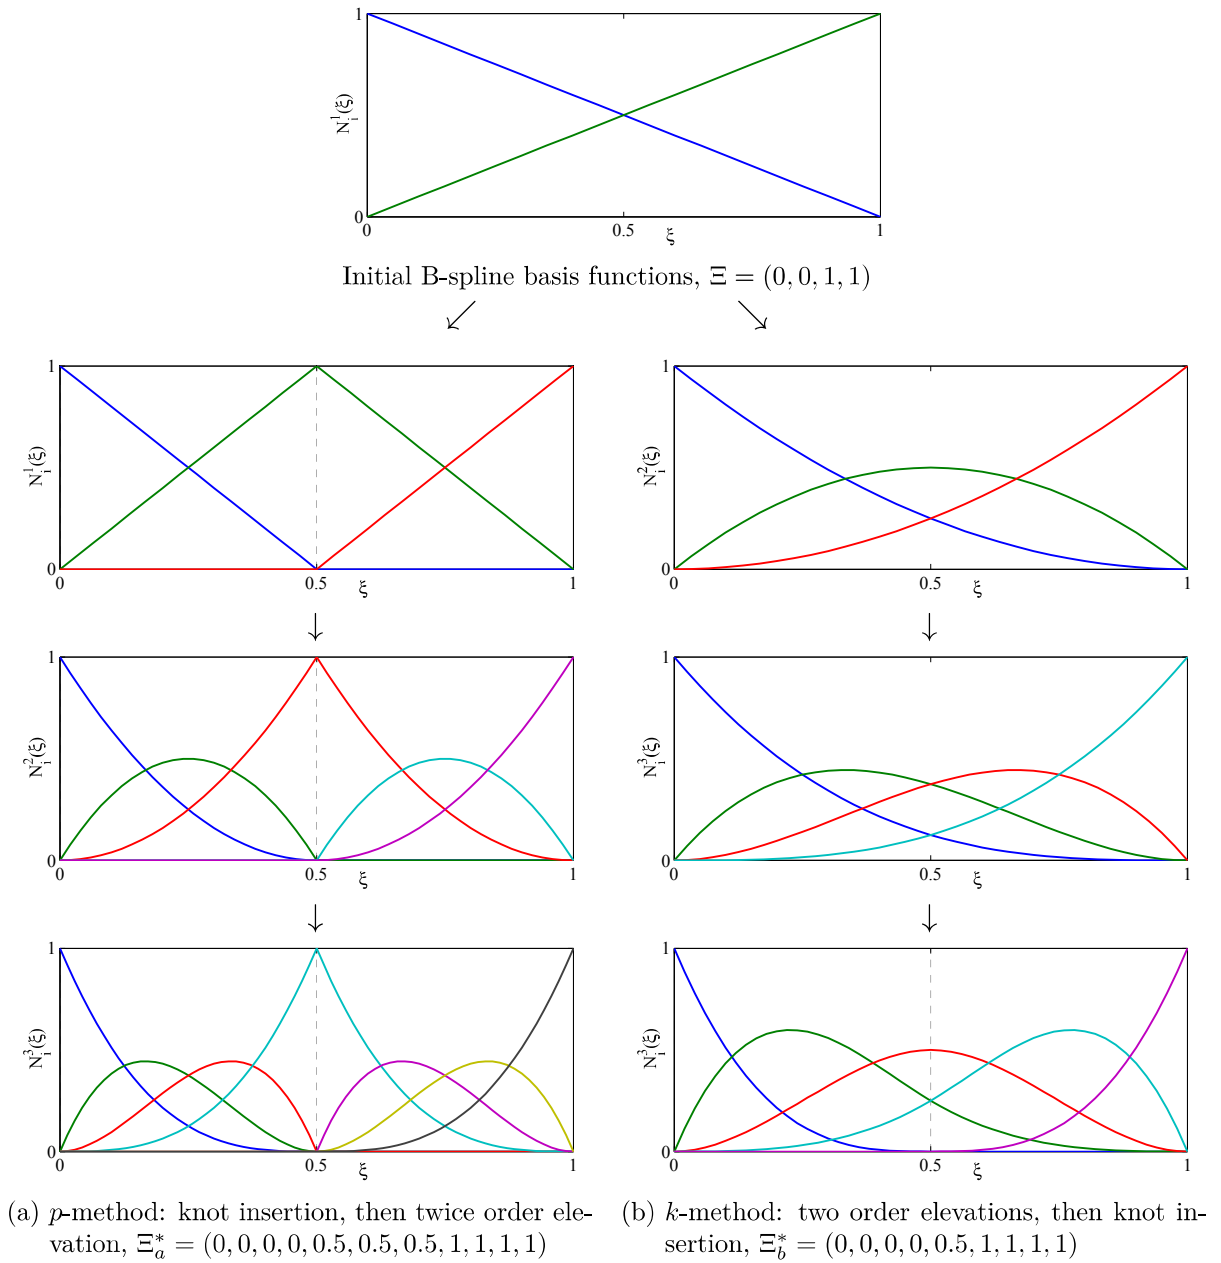 1
N_i^1(ξ)
0
0 0.5 1
ξ
Initial B-spline basis functions, Ξ = (0, 0, 1, 1)
↙ ↘
1
N_i^1(ξ)
0
0 0.5 1
ξ
1
N_i^2(ξ)
0
0 0.5 1
ξ
↓ ↓
1
N_i^2(ξ)
0
0 0.5 1
ξ
1
N_i^3(ξ)
0
0 0.5 1
ξ
↓ ↓
1
N_i^3(ξ)
0
0 0.5 1
ξ
1
N_i^3(ξ)
0
0 0.5 1
ξ
(a) p-method: knot insertion, then twice order ele-
vation, Ξ_a^* = (0, 0, 0, 0, 0.5, 0.5, 0.5, 1, 1, 1, 1)
(b) k-method: two order elevations, then knot in-
sertion, Ξ_b^* = (0, 0, 0, 0, 0.5, 1, 1, 1, 1)